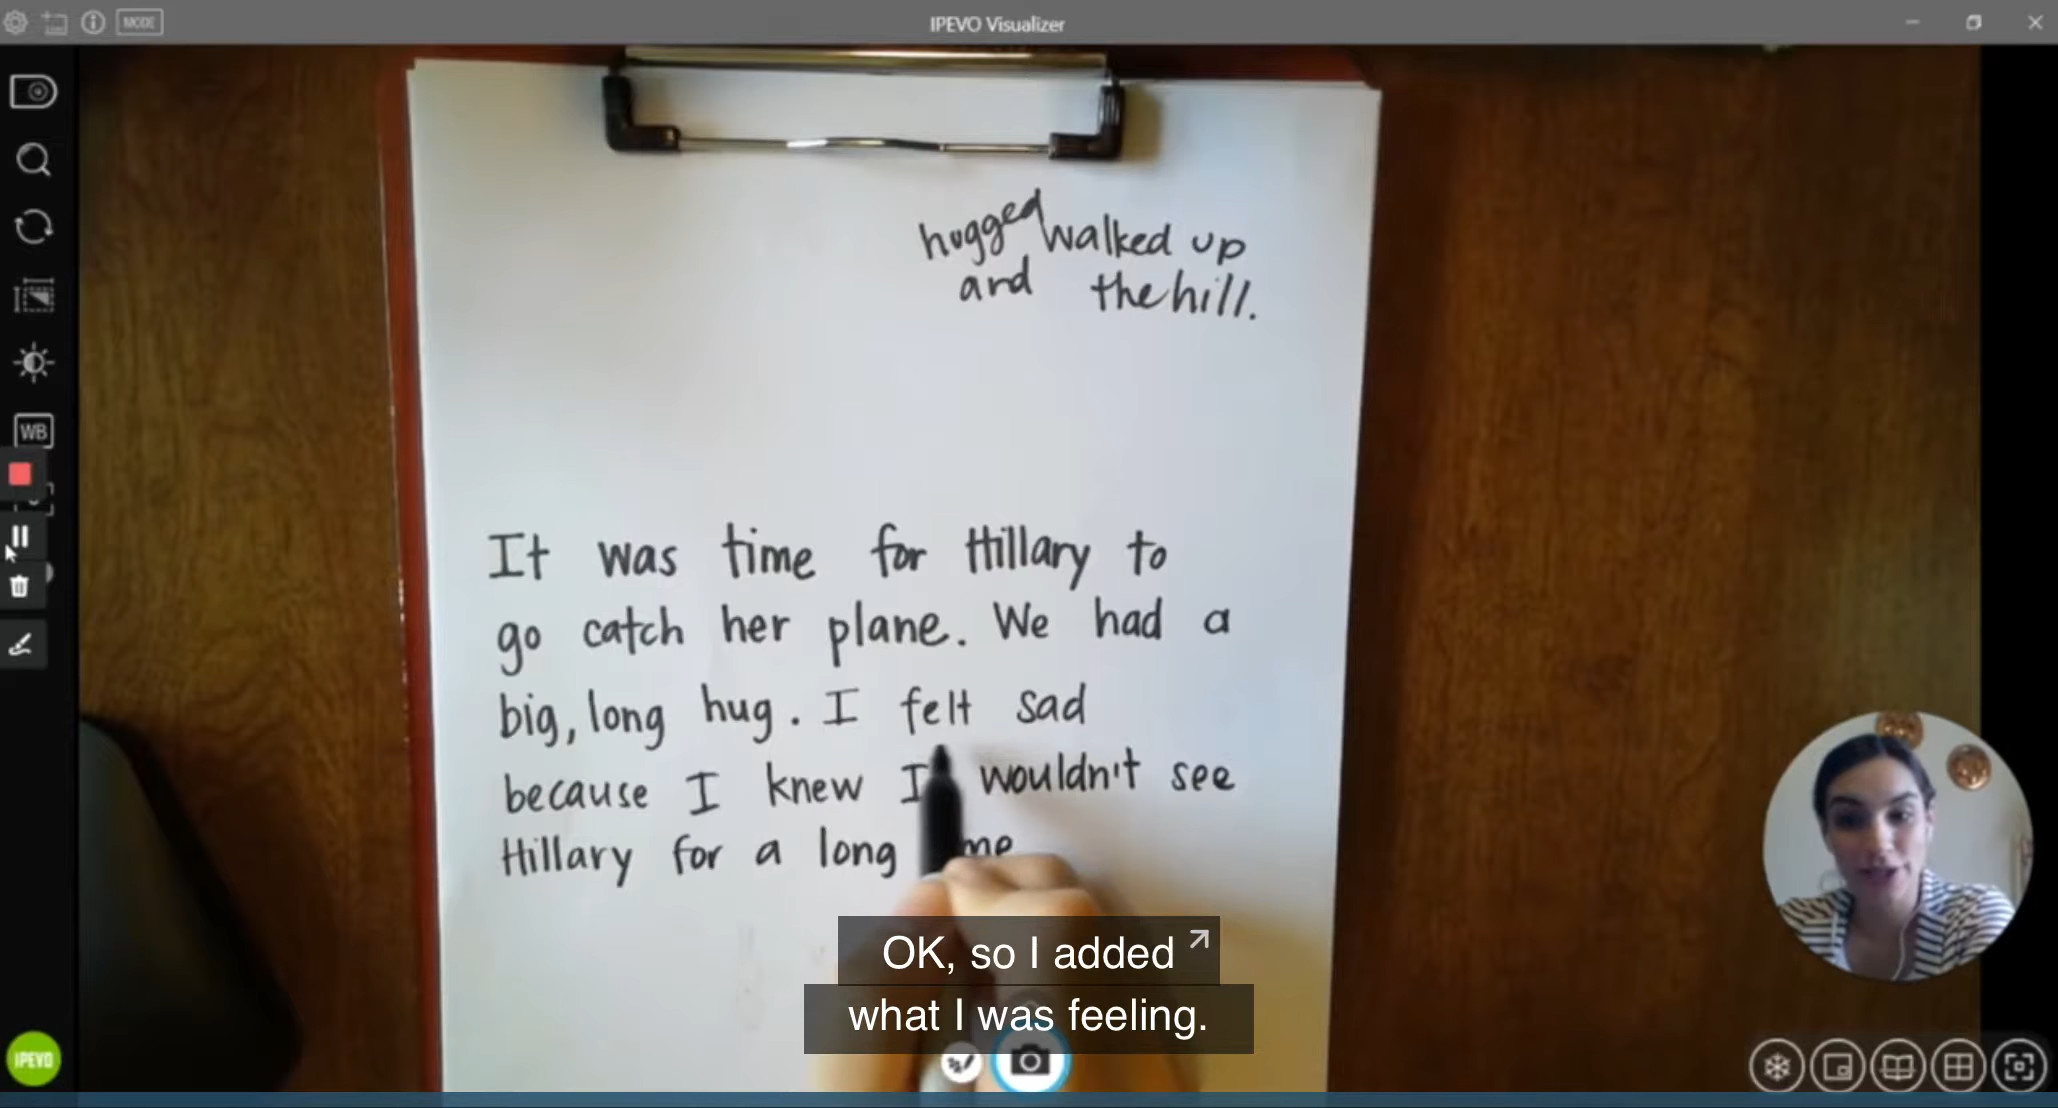 MODE
IPEVO Visualizer
WB
hugged walked up
and the hill.
It was time for Hillary to
go catch her plane. We had a
big, long hug. I felt sad
because I knew I wouldn't see
Hillary for a long
OK, so I added
what I was feeling.
IPEVO